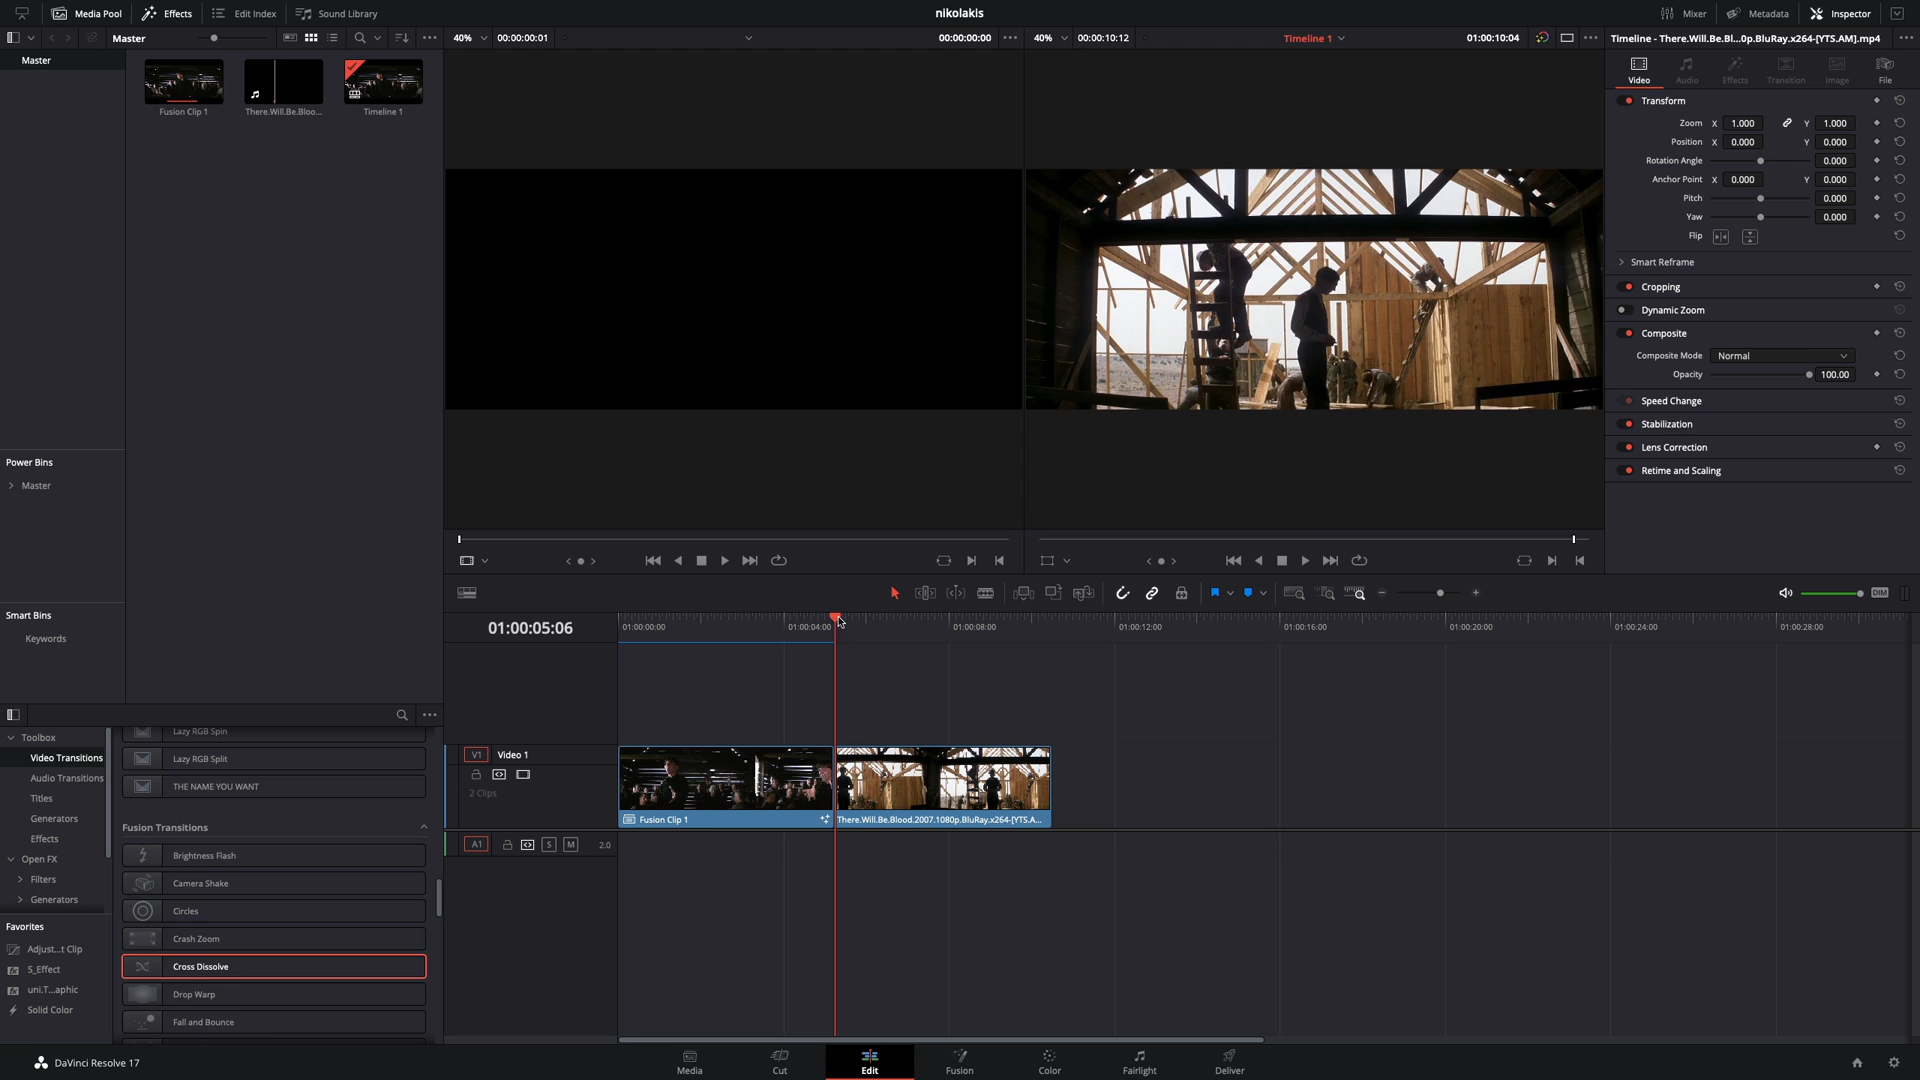 Media Pool
Effects
Edit Index
Sound Library
nikolakis
Mixer
Metadata
Inspector
Master
40%
00:00:00:01
00:00:00:00
40%
00:00:10:12
Timeline 1
01:00:10:04
Timeline - There.Will.Be.Bl...0p.BluRay.x264-[YTS.AM].mp4
Master
Fusion Clip 1
There.Will.Be.Bloo...
Timeline 1
Video
Audio
Effects
Transition
Image
File
Transform
Zoom X 1.000 Y 1.000
Position X 0.000 Y 0.000
Rotation Angle 0.000
Anchor Point X 0.000 Y 0.000
Pitch 0.000
Yaw 0.000
Flip
Smart Reframe
Cropping
Dynamic Zoom
Composite
Composite Mode Normal
Opacity 100.00
Speed Change
Stabilization
Lens Correction
Retime and Scaling
Power Bins
Master
Smart Bins
Keywords
DIM
01:00:05:06
01:00:00:00
01:00:04:00
01:00:08:00
01:00:12:00
01:00:16:00
01:00:20:00
01:00:24:00
01:00:28:00
V1 Video 1
2 Clips
Fusion Clip 1
There.Will.Be.Blood.2007.1080p.BluRay.x264-[YTS.A...
A1 S M 2.0
Toolbox
Video Transitions
Audio Transitions
Titles
Generators
Effects
Open FX
Filters
Generators
Favorites
Adjust...t Clip
S_Effect
uni.T...aphic
Solid Color
Lazy RGB Spin
Lazy RGB Split
THE NAME YOU WANT
Fusion Transitions
Brightness Flash
Camera Shake
Circles
Crash Zoom
Cross Dissolve
Drop Warp
Fall and Bounce
DaVinci Resolve 17
Media
Cut
Edit
Fusion
Color
Fairlight
Deliver